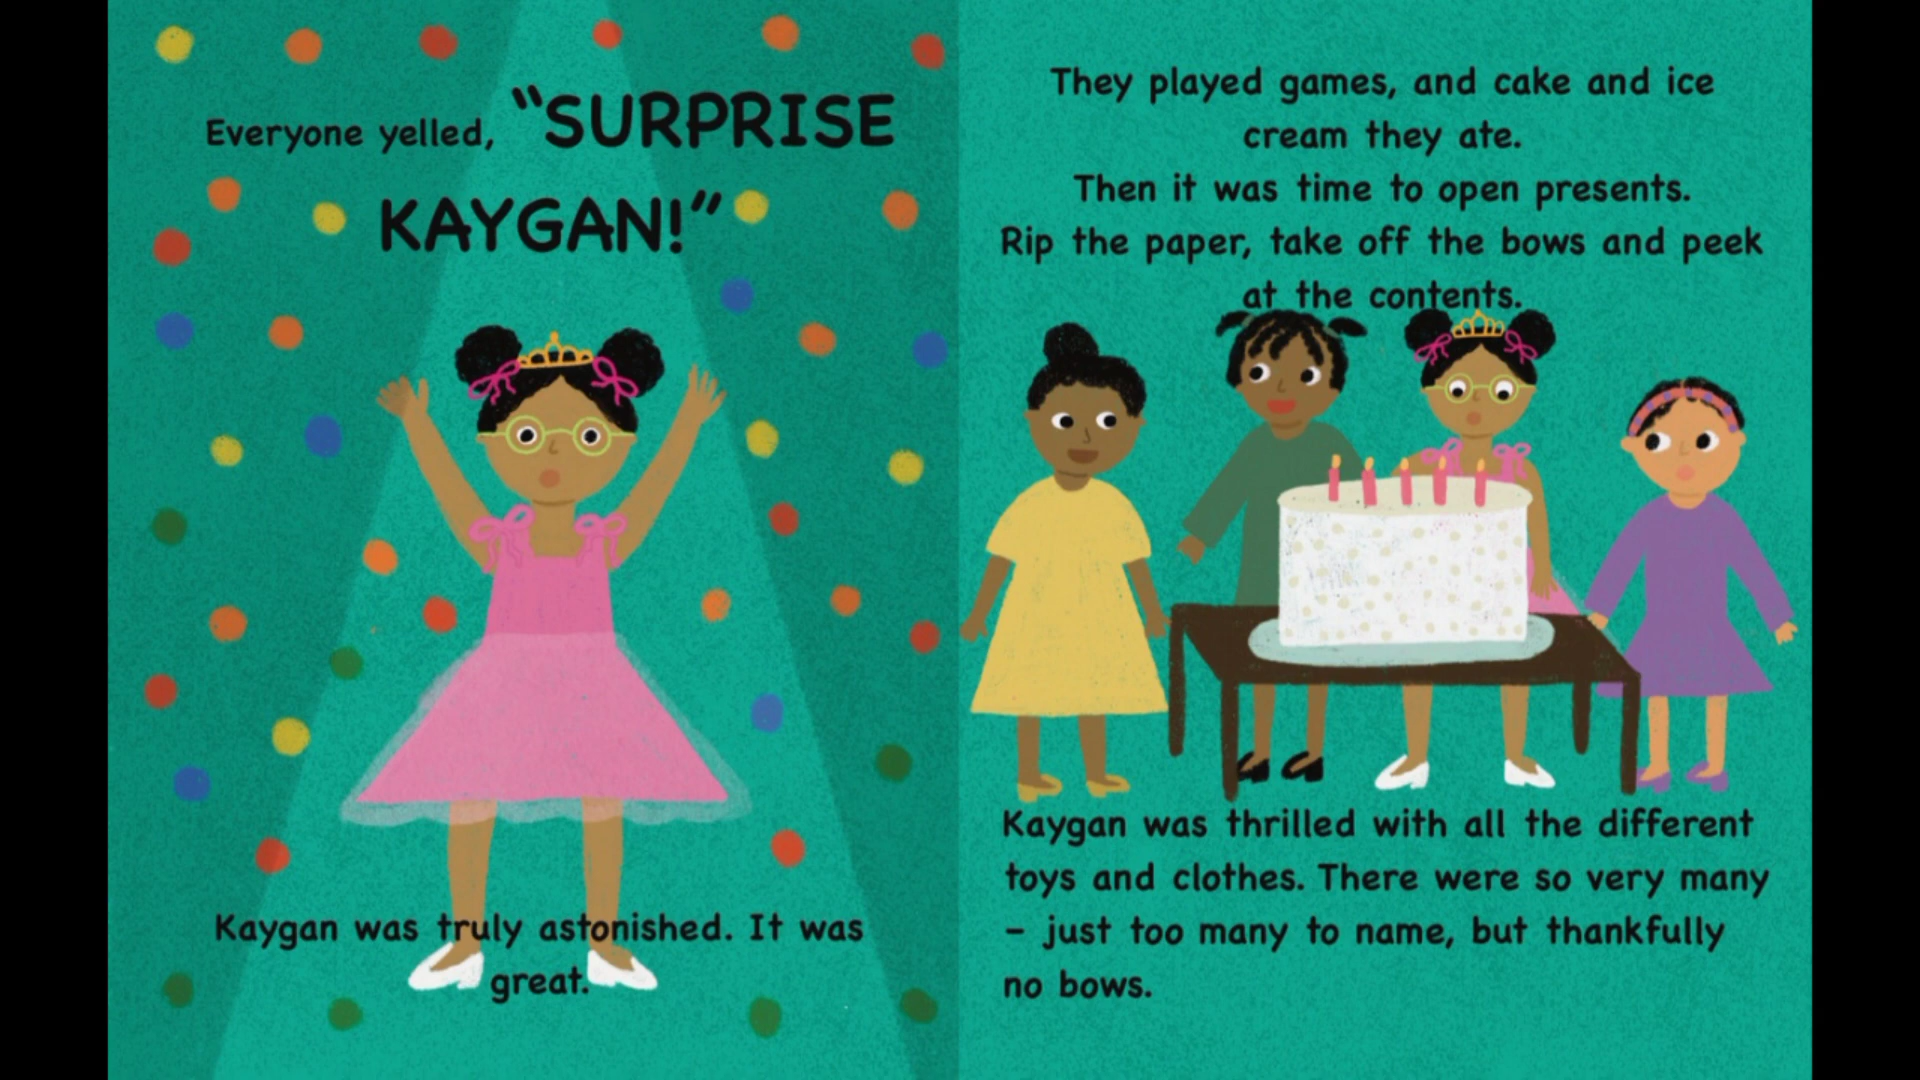 Everyone yelled, “SURPRISE
KAYGAN!”
Kaygan was truly astonished. It was
great.
They played games, and cake and ice
cream they ate.
Then it was time to open presents.
Rip the paper, take off the bows and peek
at the contents.
Kaygan was thrilled with all the different
toys and clothes. There were so very many
– just too many to name, but thankfully
no bows.